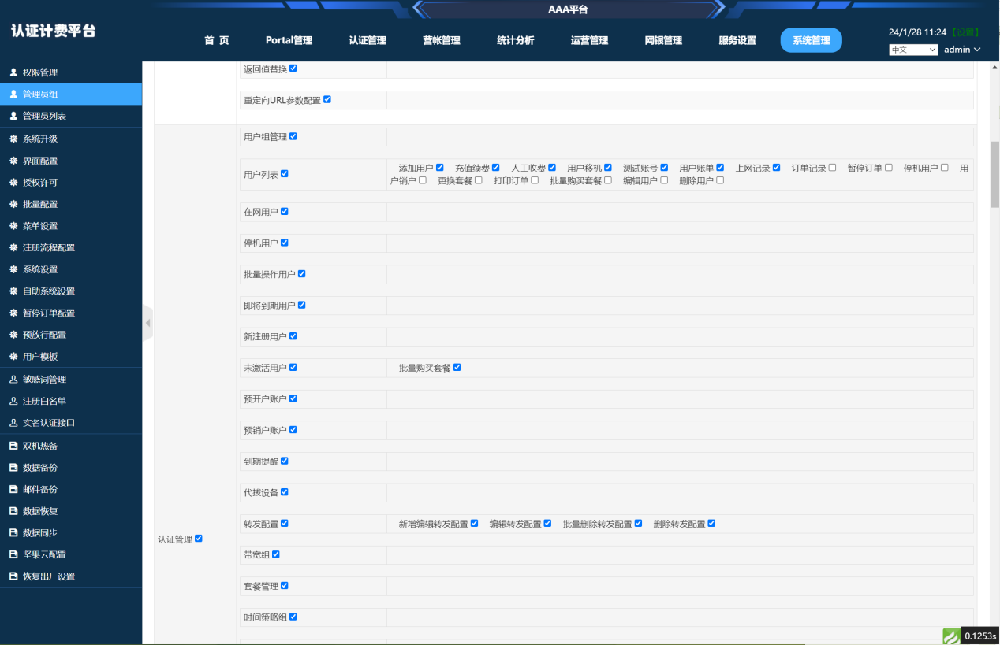 AAA平台
认证计费平台
首 页 Portal管理 认证管理 营帐管理 统计分析 运营管理 网银管理 服务设置 系统管理
24/1/28 11:24 【设置】
中文 admin
权限管理
管理员组
管理员列表
系统升级
界面配置
授权许可
批量配置
菜单设置
注册流程配置
系统设置
自助系统设置
暂停订单配置
预放行配置
用户模板
敏感词管理
注册白名单
实名认证接口
双机热备
数据备份
邮件备份
数据恢复
数据同步
坚果云配置
恢复出厂设置
返回值替换
重定向URL参数配置
认证管理
用户组管理
用户列表
添加用户 充值续费 人工收费 用户移机 测试账号 用户账单 上网记录 订单记录 暂停订单 停机用户 用
户销户 更换套餐 打印订单 批量购买套餐 编辑用户 删除用户
在网用户
停机用户
批量操作用户
即将到期用户
新注册用户
未激活用户 批量购买套餐
预开户账户
预销户账户
到期提醒
代拨设备
转发配置 新增编辑转发配置 编辑转发配置 批量删除转发配置 删除转发配置
带宽组
套餐管理
时间策略组
0.1253s